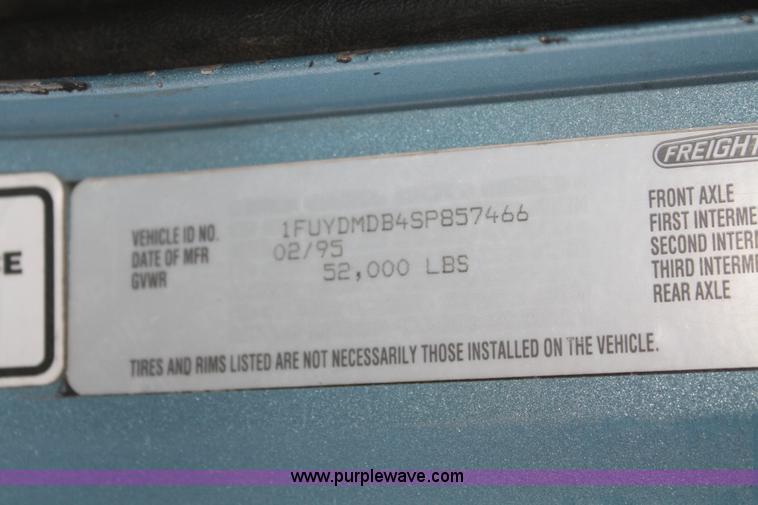 FREIGHT
VEHICLE ID NO. 1FUYDMDB4SP857466
DATE OF MFR 02/95
GVWR 52,000 LBS
FRONT AXLE
FIRST INTERME
SECOND INTERM
THIRD INTERME
REAR AXLE
TIRES AND RIMS LISTED ARE NOT NECESSARILY THOSE INSTALLED ON THE VEHICLE.
CE
www.purplewave.com